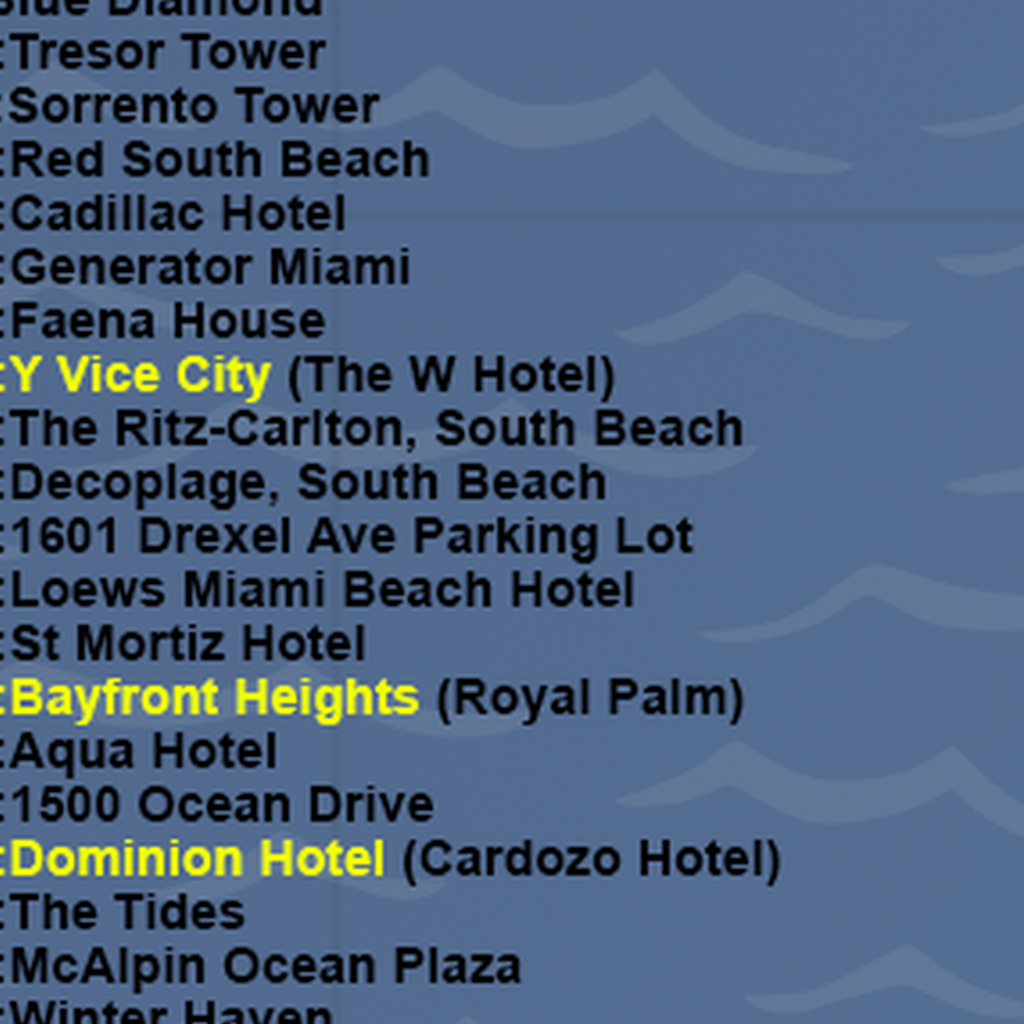 Blue Diamond
:Tresor Tower
:Sorrento Tower
:Red South Beach
:Cadillac Hotel
:Generator Miami
:Faena House
:Y Vice City (The W Hotel)
:The Ritz-Carlton, South Beach
:Decoplage, South Beach
:1601 Drexel Ave Parking Lot
:Loews Miami Beach Hotel
:St Mortiz Hotel
:Bayfront Heights (Royal Palm)
:Aqua Hotel
:1500 Ocean Drive
:Dominion Hotel (Cardozo Hotel)
:The Tides
:McAlpin Ocean Plaza
:Winter Haven